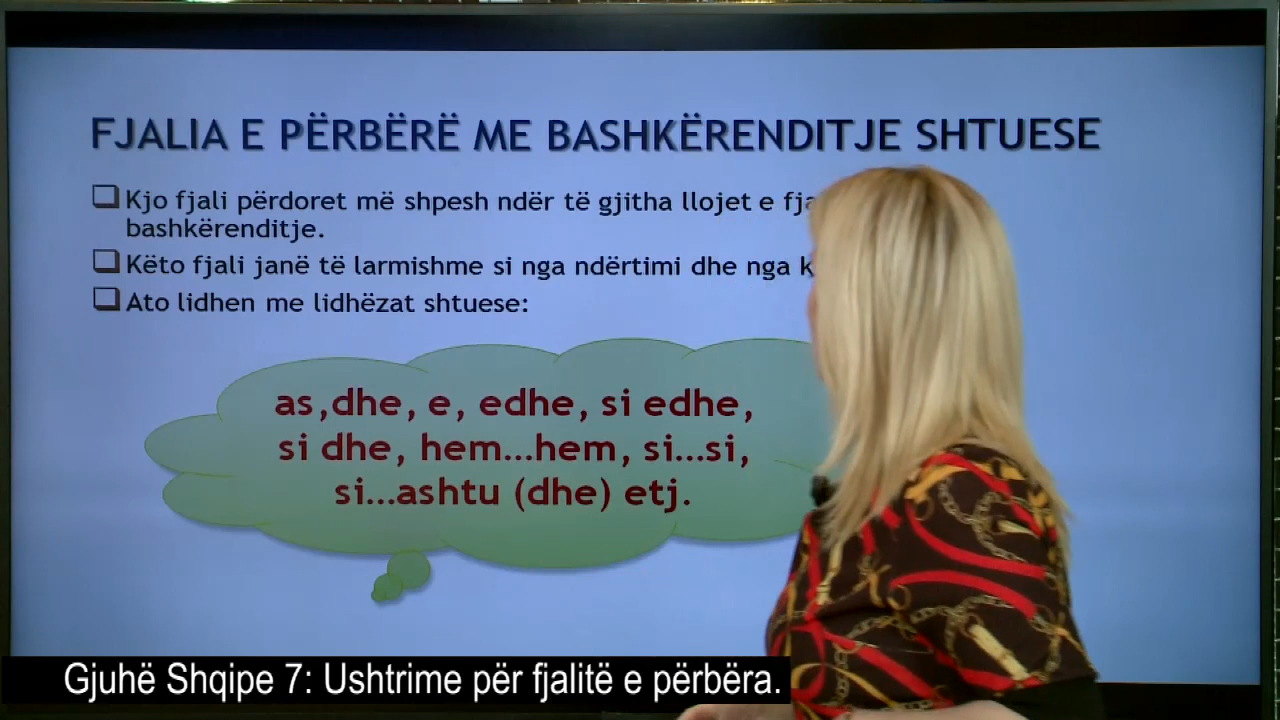 FJALIA E PËRBËRË ME BASHKËRENDITJE SHTUESE
Kjo fjali përdoret më shpesh ndër të gjitha llojet e
bashkërenditje.
Këto fjali janë të larmishme si nga ndërtimi dhe nga
Ato lidhen me lidhëzat shtuese:
as,dhe, e, edhe, si edhe,
si dhe, hem...hem, si...si,
si...ashtu (dhe) etj.
Gjuhë Shqipe 7: Ushtrime për fjalitë e përbëra.